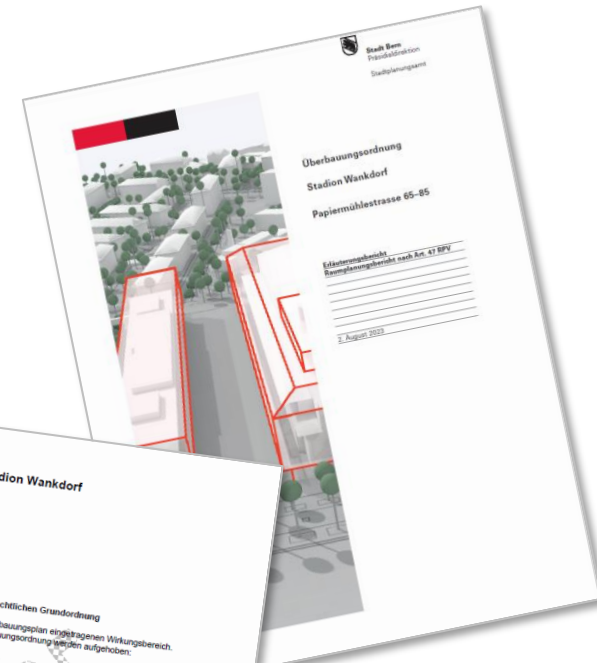 Stadt Bern
Präsidialdirektion
Stadtplanungsamt
Überbauungsordnung
Stadion Wankdorf
Papiermühlestrasse 65–85
Erläuterungsbericht
Raumplanungsbericht nach Art. 47 RPV
2. August 2023
dion Wankdorf
chtlichen Grundordnung
bauungsplan eingetragenen Wirkungsbereich.
uungsordnung werden aufgehoben: